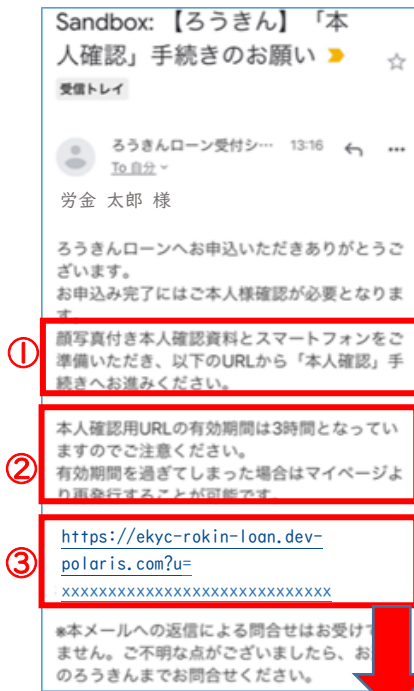 Sandbox: 【ろうきん】「本
人確認」手続きのお願い
受信トレイ
ろうきんローン受付シ… 13:16
To 自分
労金 太郎 様
ろうきんローンへお申込いただきありがとうご
ざいます。
お申込み完了にはご本人様確認が必要となりま
す。
①
顔写真付き本人確認資料とスマートフォンをご
準備いただき、以下のURLから「本人確認」手
続きへお進みください。
②
本人確認用URLの有効期間は3時間となってい
ますのでご注意ください。
有効期間を過ぎてしまった場合はマイページよ
り再発行することが可能です。
③
https://ekyc-rokin-loan.dev-
polaris.com?u=
xxxxxxxxxxxxxxxxxxxxxxxxxxxxx
※本メールへの返信による問合せはお受けで
ません。ご不明な点がございましたら、お
のろうきんまでお問合せください。